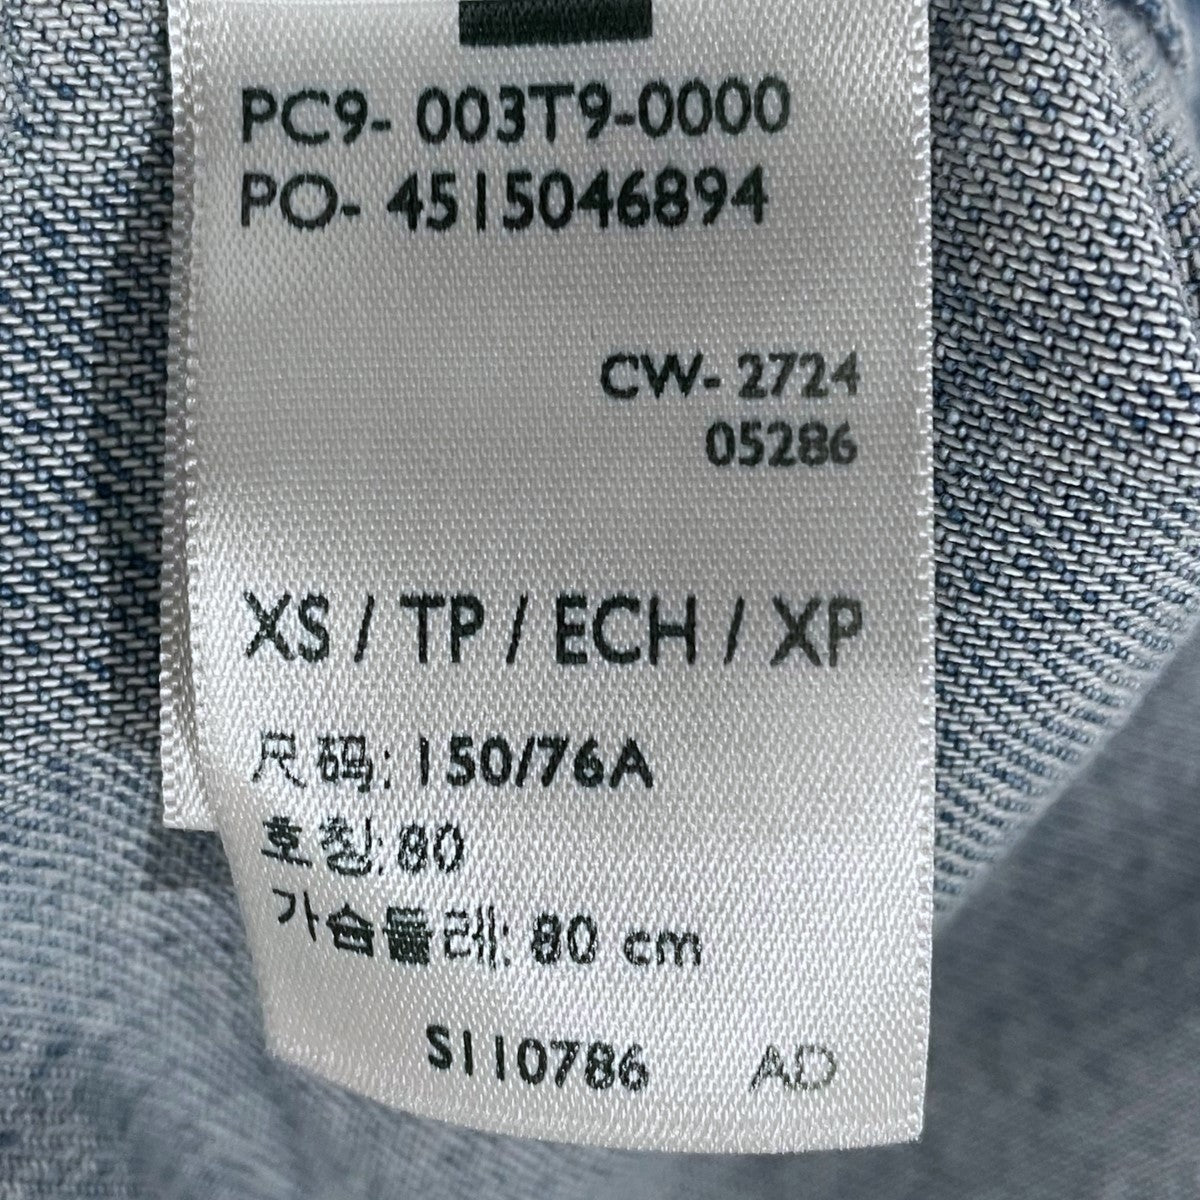 PC9- 003T9-0000
PO- 4515046894
CW- 2724
05286
XS / TP / ECH / XP
尺码: 150/76A
호칭: 80
가슴둘레: 80 cm
S110786 AD